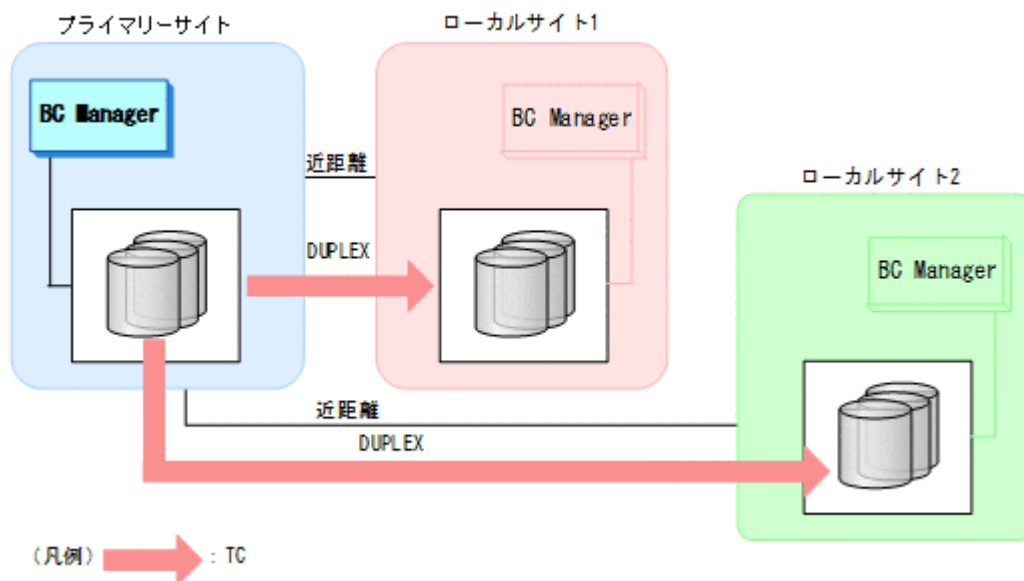 プライマリーサイト
ローカルサイト1
BC Manager
BC Manager
近距離
DUPLEX
ローカルサイト2
BC Manager
近距離
DUPLEX
(凡例) : TC